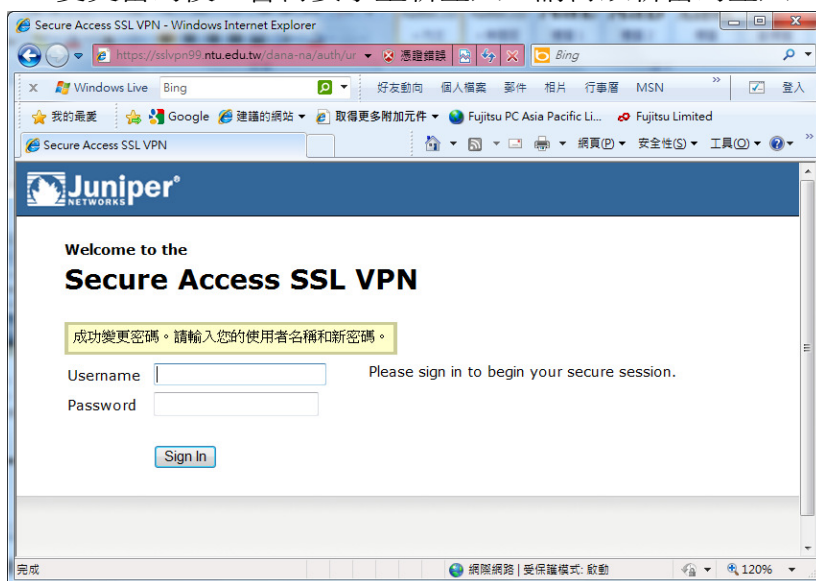 Secure Access SSL VPN - Windows Internet Explorer
https://sslvpn99.ntu.edu.tw/dana-na/auth/ur 憑證錯誤 Bing
Windows Live Bing 好友動向 個人檔案 郵件 相片 行事曆 MSN » 登入
我的最愛 Google 建議的網站 取得更多附加元件 Fujitsu PC Asia Pacific Li... Fujitsu Limited
Secure Access SSL VPN 網頁(P) 安全性(S) 工具(O) »
Juniper®
NETWORKS
Welcome to the
Secure Access SSL VPN
成功變更密碼。請輸入您的使用者名稱和新密碼。
Username Please sign in to begin your secure session.
Password
Sign In
完成 網際網路 | 受保護模式: 啟動 120%